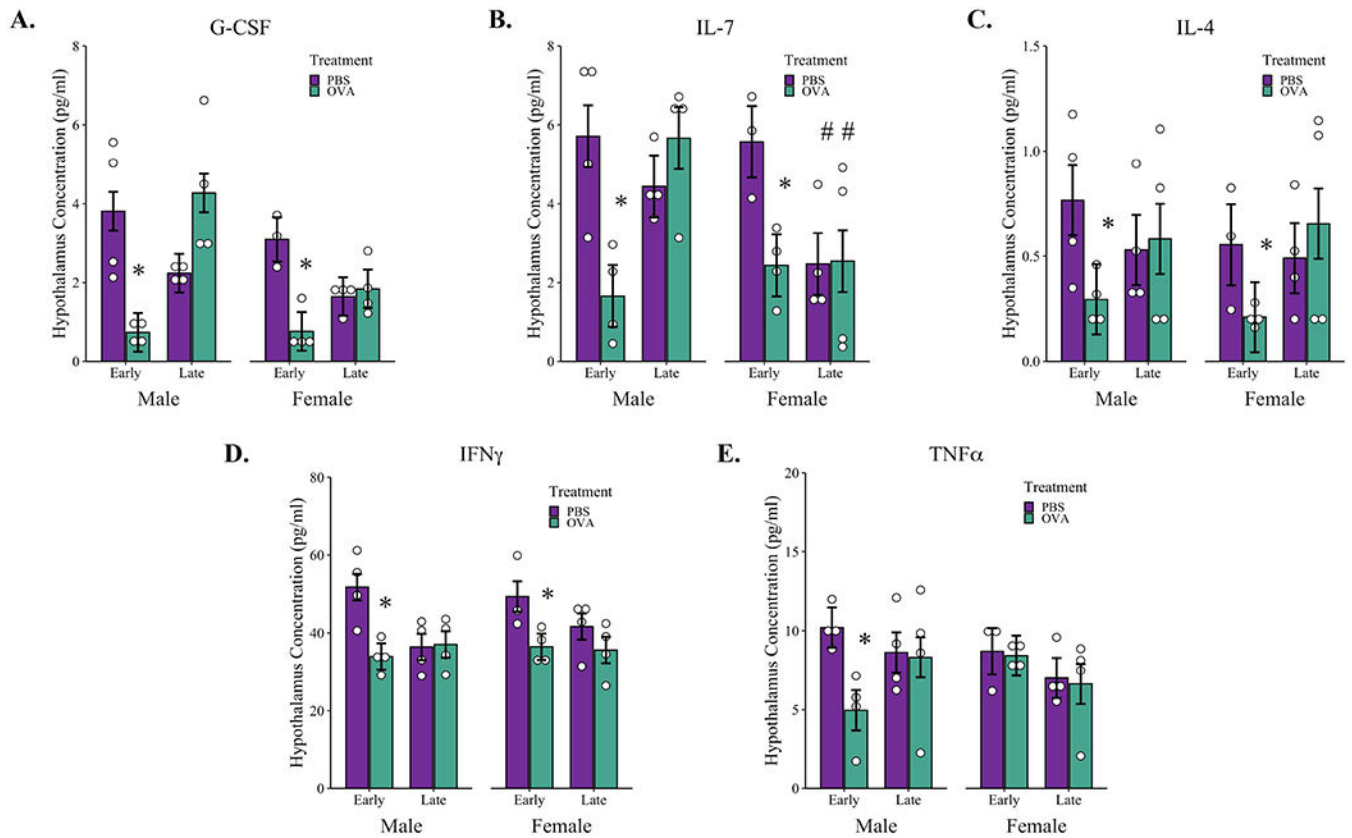 A.
G-CSF
Hypothalamus Concentration (pg/ml)
8
6
4
2
0
Treatment
PBS
OVA
*
*
Early Late Early Late
Male Female
B.
IL-7
Hypothalamus Concentration (pg/ml)
8
6
4
2
0
Treatment
PBS
OVA
*
*
# #
Early Late Early Late
Male Female
C.
IL-4
Hypothalamus Concentration (pg/ml)
1.5
1.0
0.5
0.0
Treatment
PBS
OVA
*
*
Early Late Early Late
Male Female
D.
IFNγ
Hypothalamus Concentration (pg/ml)
80
60
40
20
0
Treatment
PBS
OVA
*
*
Early Late Early Late
Male Female
E.
TNFα
Hypothalamus Concentration (pg/ml)
20
15
10
5
0
Treatment
PBS
OVA
*
Early Late Early Late
Male Female